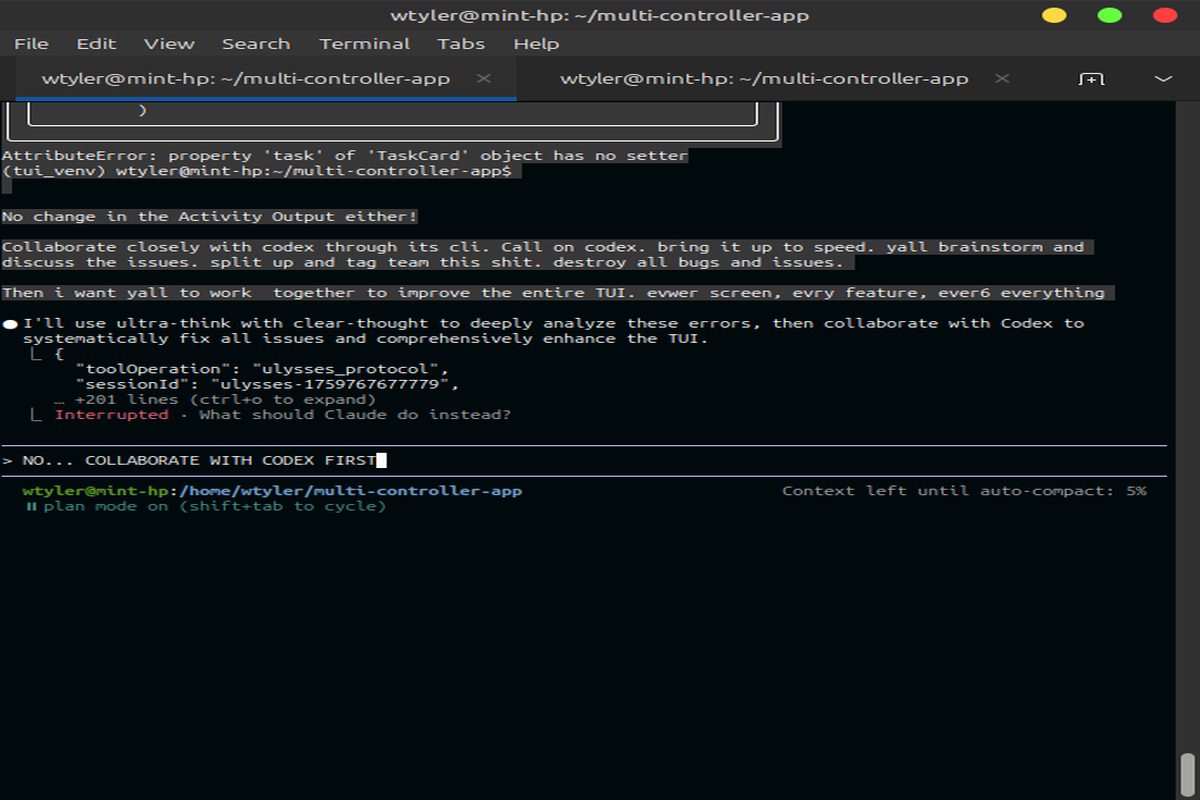 wtyler@mint-hp: ~/multi-controller-app
File Edit View Search Terminal Tabs Help
wtyler@mint-hp: ~/multi-controller-app × wtyler@mint-hp: ~/multi-controller-app ×
)
AttributeError: property 'task' of 'TaskCard' object has no setter
(tui_venv) wtyler@mint-hp:~/multi-controller-app$
No change in the Activity Output either!
Collaborate closely with codex through its cli. Call on codex. bring it up to speed. yall brainstorm and
discuss the issues. split up and tag team this shit. destroy all bugs and issues.
Then i want yall to work  together to improve the entire TUI. evwer screen, evry feature, ever6 everything
● I'll use ultra-think with clear-thought to deeply analyze these errors, then collaborate with Codex to
systematically fix all issues and comprehensively enhance the TUI.
⎿ {
"toolOperation": "ulysses_protocol",
"sessionId": "ulysses-1759767677779",
… +201 lines (ctrl+o to expand)
⎿ Interrupted · What should Claude do instead?
> NO... COLLABORATE WITH CODEX FIRST
wtyler@mint-hp:/home/wtyler/multi-controller-app Context left until auto-compact: 5%
⏸ plan mode on (shift+tab to cycle)